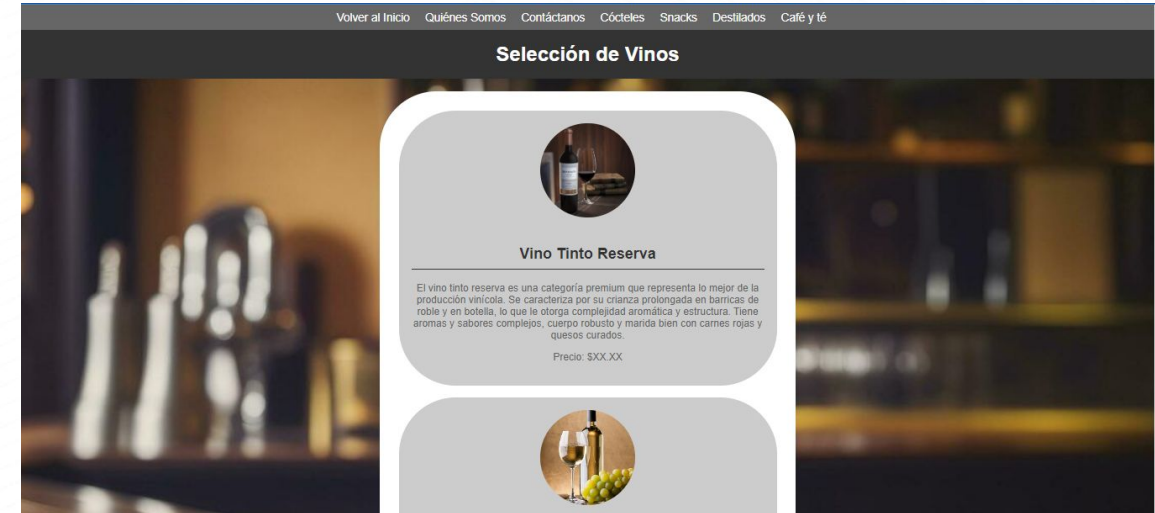 Volver al Inicio Quiénes Somos Contáctanos Cócteles Snacks Destilados Café y té
Selección de Vinos
Vino Tinto Reserva
El vino tinto reserva es una categoría premium que representa lo mejor de la
producción vinícola. Se caracteriza por su crianza prolongada en barricas de
roble y en botella, lo que le otorga complejidad aromática y estructura. Tiene
aromas y sabores complejos, cuerpo robusto y marida bien con carnes rojas y
quesos curados.
Precio: $XX.XX